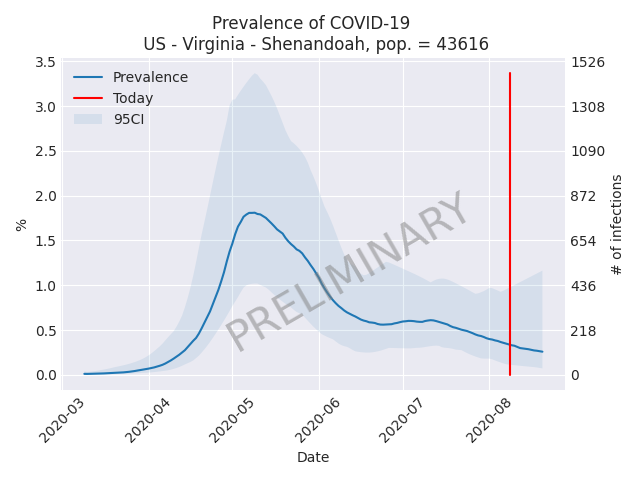 Prevalence of COVID-19
US - Virginia - Shenandoah, pop. = 43616
3.5
3.0
2.5
2.0
1.5
1.0
0.5
0.0
%
Prevalence
Today
95CI
PRELIMINARY
1526
1308
1090
872
654
436
218
0
# of infections
2020-03
2020-04
2020-05
2020-06
2020-07
2020-08
Date